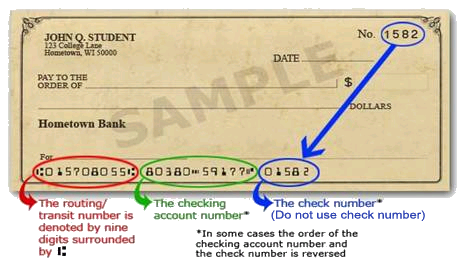 JOHN Q. STUDENT
123 College Lane
Hometown, WI 50000
No. 1582
DATE
PAY TO THE
ORDER OF
$
SAMPLE
DOLLARS
Hometown Bank
For
⑆015708055⑆ 80380⑉59177⑈ 01582
The routing/
transit number is
denoted by nine
digits surrounded
by ⑆
The checking
account number*
The check number*
(Do not use check number)
*In some cases the order of the
checking account number and
the check number is reversed